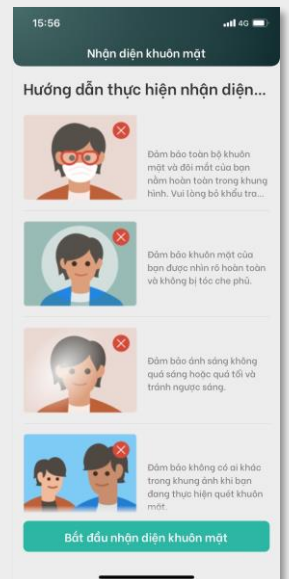 15:56
4G
Nhận diện khuôn mặt
Hướng dẫn thực hiện nhận diện...
Đảm bảo toàn bộ khuôn
mặt và đôi mắt của bạn
nằm hoàn toàn trong khung
hình. Vui lòng bỏ khẩu tra...
Đảm bảo khuôn mặt của
bạn được nhìn rõ hoàn toàn
và không bị tóc che phủ.
Đảm bảo ánh sáng không
quá sáng hoặc quá tối và
tránh ngược sáng.
Đảm bảo không có ai khác
trong khung ảnh khi bạn
đang thực hiện quét khuôn
mặt.
Bắt đầu nhận diện khuôn mặt